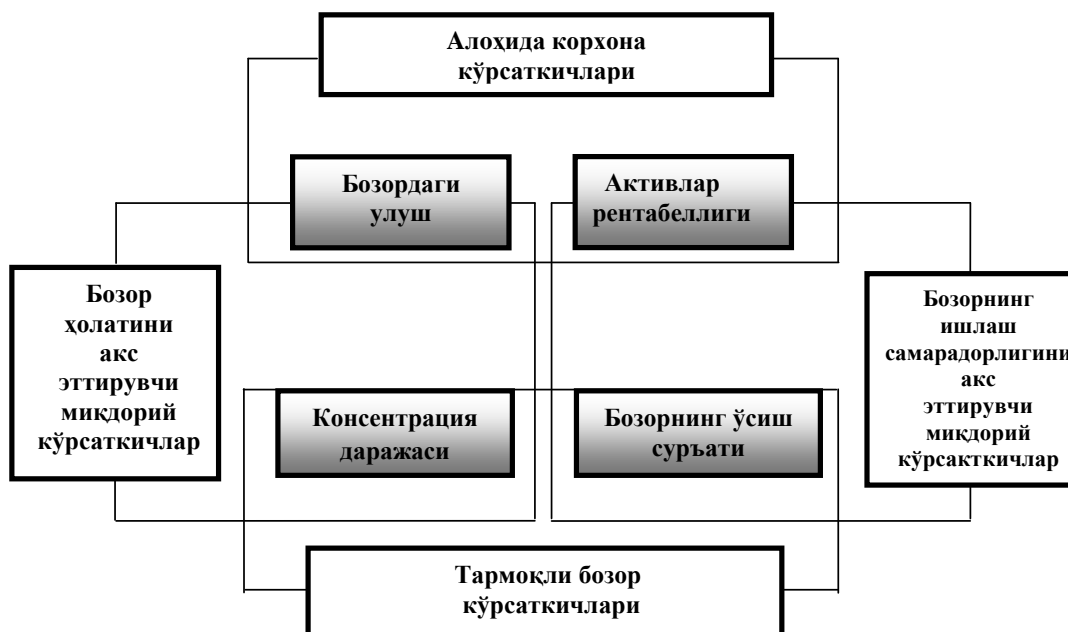 Алоҳида корхона
кўрсаткичлари
Бозордаги
улуш
Активлар
рентабеллиги
Бозор
ҳолатини
акс
эттирувчи
миқдорий
кўрсаткичлар
Бозорнинг
ишлаш
самарадорлигини
акс
эттирувчи
миқдорий
кўрсакткичлар
Консентрация
даражаси
Бозорнинг ўсиш
суръати
Тармоқли бозор
кўрсаткичлари